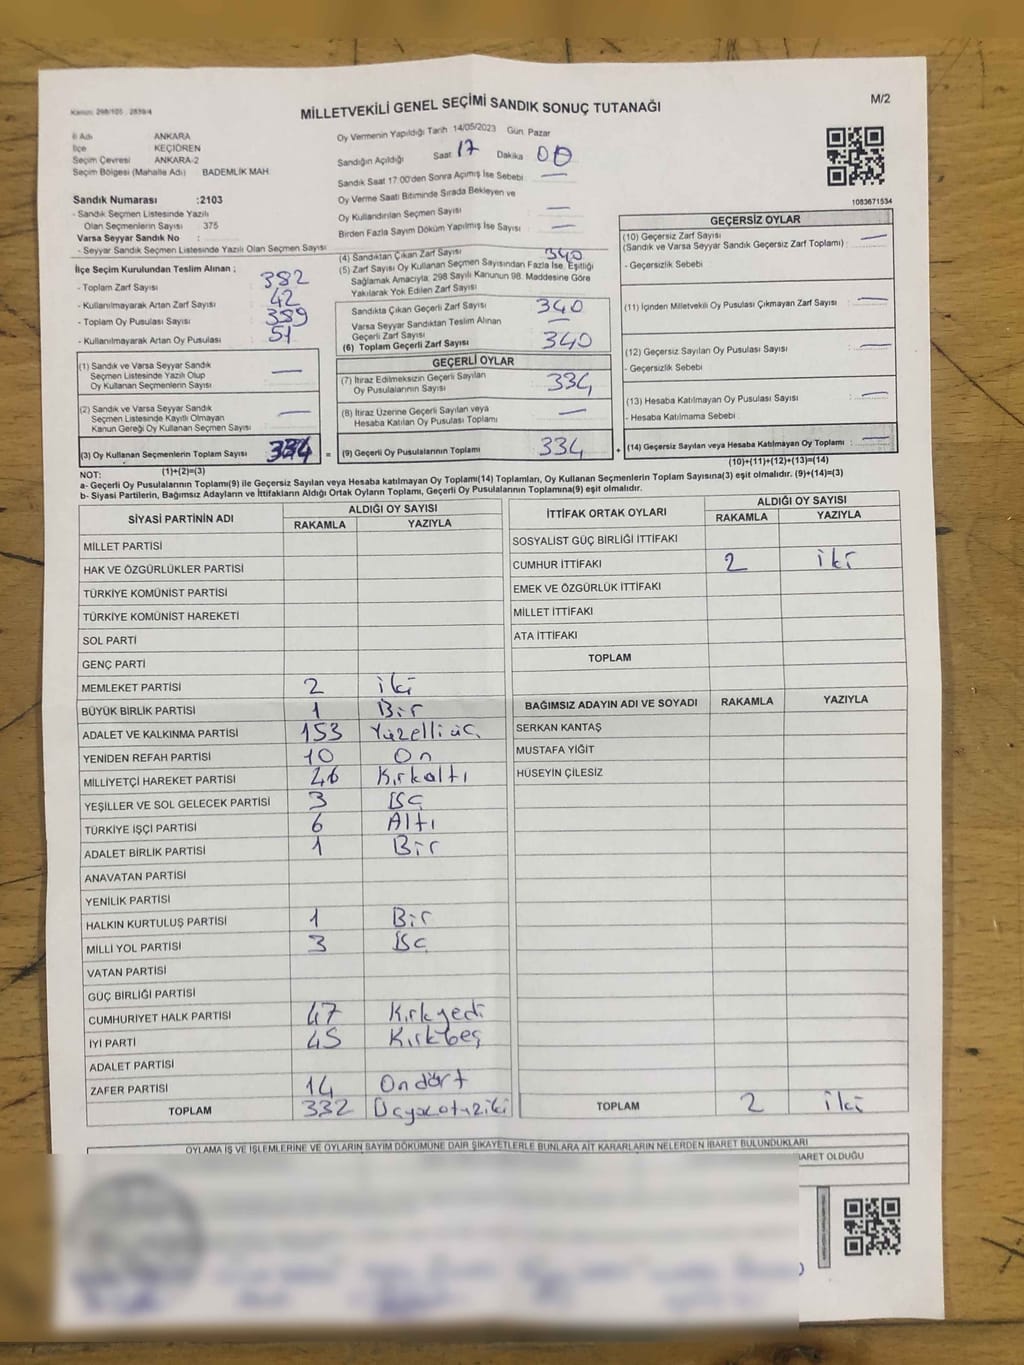 Kanun: 298/105 , 2839/4
MİLLETVEKİLİ GENEL SEÇİMİ SANDIK SONUÇ TUTANAĞI
M/2
İl Adı ANKARA
İlçe KEÇİÖREN
Seçim Çevresi ANKARA-2
Seçim Bölgesi (Mahalle Adı) BADEMLİK MAH.
Oy Vermenin Yapıldığı Tarih 14/05/2023 Gün Pazar
Sandığın Açıldığı Saat 17 Dakika 00
Sandık Saat 17:00'den Sonra Açımış İse Sebebi —
Oy Verme Saati Bitiminde Sırada Bekleyen ve
Oy Kullandırılan Seçmen Sayısı —
Birden Fazla Sayım Döküm Yapılmış İse Sayısı —
1083671534
Sandık Numarası :2103
- Sandık Seçmen Listesinde Yazılı
Olan Seçmenlerin Sayısı 375
Varsa Seyyar Sandık No :
- Seyyar Sandık Seçmen Listesinde Yazılı Olan Seçmen Sayısı
İlçe Seçim Kurulundan Teslim Alınan ;
- Toplam Zarf Sayısı 382
- Kullanılmayarak Artan Zarf Sayısı 42
- Toplam Oy Pusulası Sayısı 389
- Kullanılmayarak Artan Oy Pusulası 51
(1) Sandık ve Varsa Seyyar Sandık
Seçmen Listesinde Yazılı Olup
Oy Kullanan Seçmenlerin Sayısı —
(2) Sandık ve Varsa Seyyar Sandık
Seçmen Listesinde Kayıtlı Olmayan
Kanun Gereği Oy Kullanan Seçmen Sayısı —
(3) Oy Kullanan Seçmenlerin Toplam Sayısı 334 =
(1)+(2)=(3)
(4) Sandıktan Çıkan Zarf Sayısı 340
(5) Zarf Sayısı Oy Kullanan Seçmen Sayısından Fazla İse, Eşitliği
Sağlamak Amacıyla, 298 Sayılı Kanunun 98. Maddesine Göre
Yakılarak Yok Edilen Zarf Sayısı
Sandıkta Çıkan Geçerli Zarf Sayısı 340
Varsa Seyyar Sandıktan Teslim Alınan
Geçerli Zarf Sayısı —
(6) Toplam Geçerli Zarf Sayısı 340
GEÇERLİ OYLAR
(7) İtiraz Edilmeksizin Geçerli Sayılan
Oy Pusulalarının Sayısı 334
(8) İtiraz Üzerine Geçerli Sayılan veya
Hesaba Katılan Oy Pusulası Toplamı —
(9) Geçerli Oy Pusulalarının Toplamı 334 +
GEÇERSİZ OYLAR
(10) Geçersiz Zarf Sayısı
(Sandık ve Varsa Seyyar Sandık Geçersiz Zarf Toplamı) : —
- Geçersizlik Sebebi
(11) İçinden Milletvekili Oy Pusulası Çıkmayan Zarf Sayısı : —
(12) Geçersiz Sayılan Oy Pusulası Sayısı : —
- Geçersizlik Sebebi
(13) Hesaba Katılmayan Oy Pusulası Sayısı : —
- Hesaba Katılmama Sebebi
(14) Geçersiz Sayılan veya Hesaba Katılmayan Oy Toplamı : —
(10)+(11)+(12)+(13)=(14)
NOT:
a- Geçerli Oy Pusulalarının Toplamı(9) ile Geçersiz Sayılan veya Hesaba katılmayan Oy Toplamı(14) Toplamları, Oy Kullanan Seçmenlerin Toplam Sayısına(3) eşit olmalıdır. (9)+(14)=(3)
b- Siyasi Partilerin, Bağımsız Adayların ve İttifakların Aldığı Ortak Oyların Toplamı, Geçerli Oy Pusulalarının Toplamına(9) eşit olmalıdır.
SİYASİ PARTİNİN ADI ALDIĞI OY SAYISI
RAKAMLA YAZIYLA
MİLLET PARTİSİ
HAK VE ÖZGÜRLÜKLER PARTİSİ
TÜRKİYE KOMÜNİST PARTİSİ
TÜRKİYE KOMÜNİST HAREKETİ
SOL PARTİ
GENÇ PARTİ
MEMLEKET PARTİSİ 2 iki
BÜYÜK BİRLİK PARTİSİ 1 Bir
ADALET VE KALKINMA PARTİSİ 153 Yüzelli üç
YENİDEN REFAH PARTİSİ 10 On
MİLLİYETÇİ HAREKET PARTİSİ 46 Kırkaltı
YEŞİLLER VE SOL GELECEK PARTİSİ 3 Üç
TÜRKİYE İŞÇİ PARTİSİ 6 Altı
ADALET BİRLİK PARTİSİ 1 Bir
ANAVATAN PARTİSİ
YENİLİK PARTİSİ
HALKIN KURTULUŞ PARTİSİ 1 Bir
MİLLİ YOL PARTİSİ 3 Üç
VATAN PARTİSİ
GÜÇ BİRLİĞİ PARTİSİ
CUMHURİYET HALK PARTİSİ 47 Kırkyedi
İYİ PARTİ 45 Kırkbeş
ADALET PARTİSİ
ZAFER PARTİSİ 14 Ondört
TOPLAM 332 Üçyüzotuziki
İTTİFAK ORTAK OYLARI ALDIĞI OY SAYISI
RAKAMLA YAZIYLA
SOSYALİST GÜÇ BİRLİĞİ İTTİFAKI
CUMHUR İTTİFAKI 2 iki
EMEK VE ÖZGÜRLÜK İTTİFAKI
MİLLET İTTİFAKI
ATA İTTİFAKI
TOPLAM
BAĞIMSIZ ADAYIN ADI VE SOYADI RAKAMLA YAZIYLA
SERKAN KANTAŞ
MUSTAFA YİĞİT
HÜSEYİN ÇİLESİZ
TOPLAM 2 iki
OYLAMA İŞ VE İŞLEMLERİNE VE OYLARIN SAYIM DÖKÜMÜNE DAİR ŞİKAYETLERLE BUNLARA AİT KARARLARIN NELERDEN İBARET BULUNDUKLARI
BARET OLDUĞU